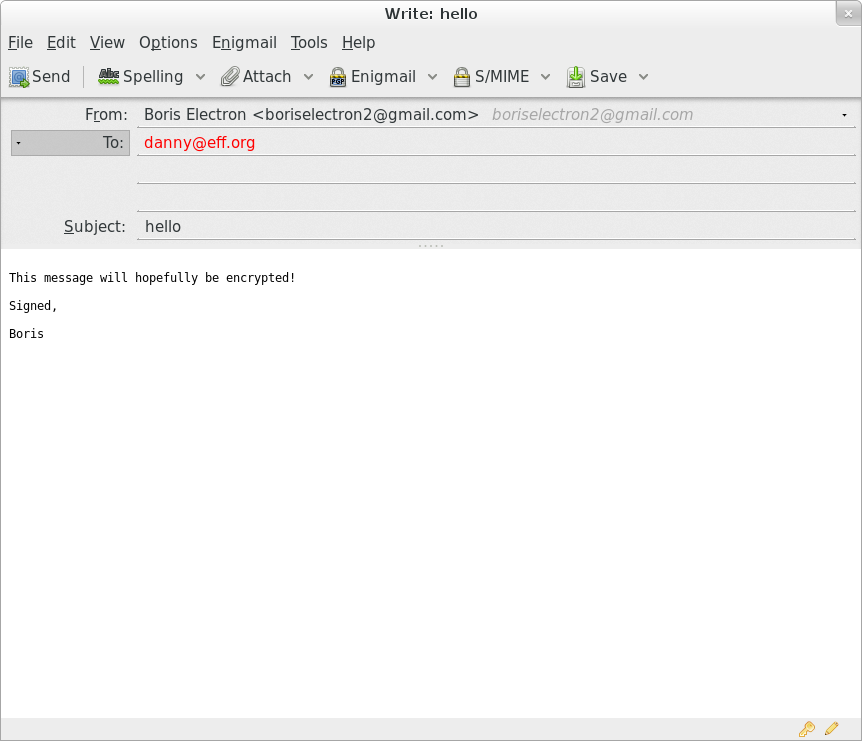 Write: hello
File Edit View Options Enigmail Tools Help
Send Abc Spelling Attach PGP Enigmail S/MIME Save
From: Boris Electron <boriselectron2@gmail.com> boriselectron2@gmail.com
To: danny@eff.org
Subject: hello
This message will hopefully be encrypted!
Signed,
Boris